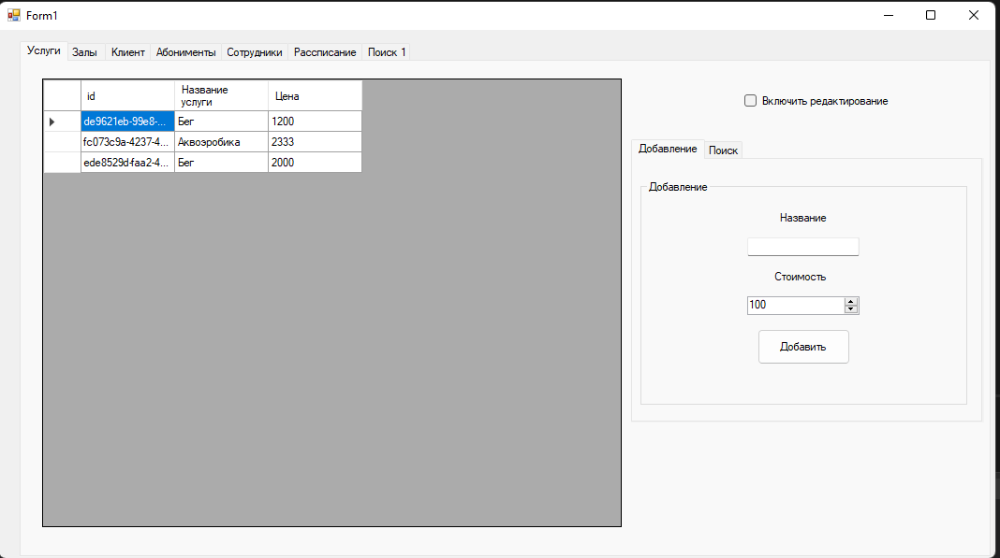 Form1
Услуги Залы Клиент Абонименты Сотрудники Рассписание Поиск 1
id Название услуги Цена
de9621eb-99e8-... Бег 1200
fc073c9a-4237-4... Аквоэробика 2333
ede8529d-faa2-4... Бег 2000
Включить редактирование
Добавление Поиск
Добавление
Название
Стоимость
100
Добавить